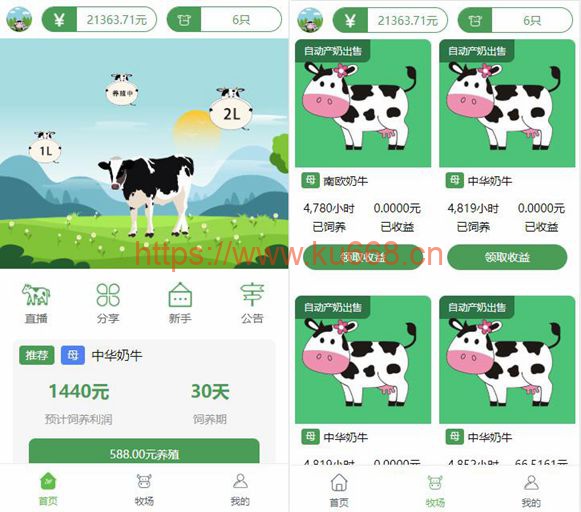 ¥ 21363.71元
6只
养殖中
2L
1L
直播
分享
新手
公告
推荐 母 中华奶牛
1440元
30天
预计饲养利润
饲养期
588.00元养殖
首页
牧场
我的
¥ 21363.71元
6只
自动产奶出售
自动产奶出售
母 南欧奶牛
母 中华奶牛
4,780小时
0.0000元
4,819小时
0.0000元
已饲养
已收益
已饲养
已收益
领取收益
领取收益
自动产奶出售
自动产奶出售
母 中华奶牛
母 中华奶牛
4,819小时
0.0000元
4,852小时
66.5161元
首页
牧场
我的
https://www.ku668.cn